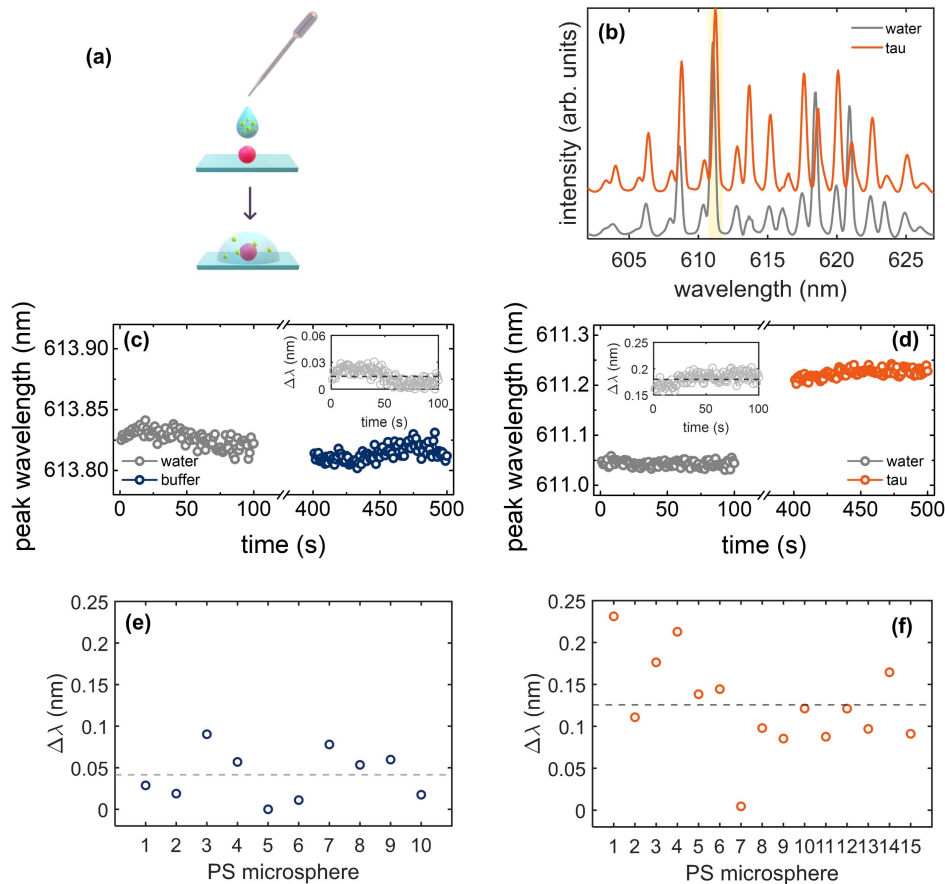 (a)
(b)
water
tau
intensity (arb. units)
605 610 615 620 625
wavelength (nm)
(c)
peak wavelength (nm)
613.90
613.85
613.80
0.06
0.03
0
Δλ (nm)
0 50 100
time (s)
water
buffer
0 50 100 400 450 500
time (s)
(d)
peak wavelength (nm)
611.3
611.2
611.1
611.0
0.25
0.2
0.15
Δλ (nm)
0 50 100
time (s)
water
tau
0 50 100 400 450 500
time (s)
(e)
Δλ (nm)
0.25
0.2
0.15
0.1
0.05
0
1 2 3 4 5 6 7 8 9 10
PS microsphere
(f)
Δλ (nm)
0.25
0.2
0.15
0.1
0.05
0
1 2 3 4 5 6 7 8 9 10 11 12 13 14 15
PS microsphere